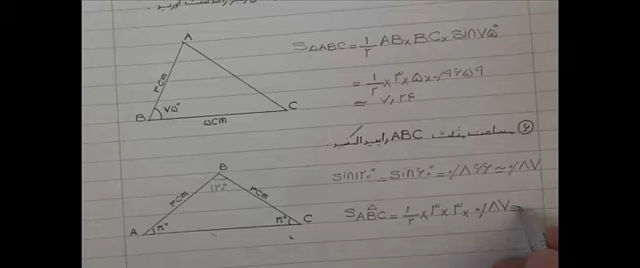 A
۳cm
B ۷۵° C
۵cm
S△ABC = ۱/۲ AB × BC × Sin۷۵°
= ۱/۲ × ۳ × ۵ × ۰/۹۶۵۹
≃ ۷,۲۴
۶ مساحت مثلث ABC را بیابید.
B
۳cm ۱۲۰° ۳cm
A ۳۰° ۳۰° C
Sin۱۲۰° = Sin۶۰° = ۰/۸۶۶ ≃ ۰/۸۷
S ABC = ۱/۲ × ۳ × ۳ × ۰/۸۷ =